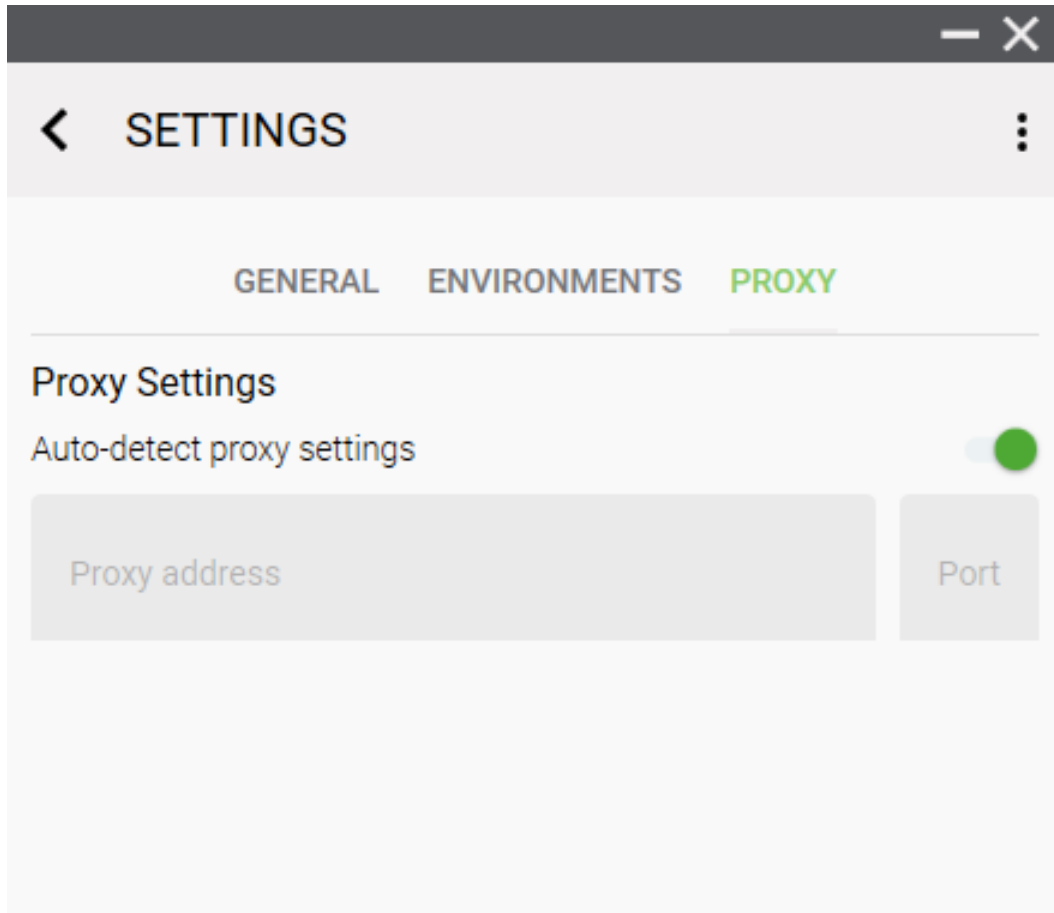 SETTINGS
GENERAL ENVIRONMENTS PROXY
Proxy Settings
Auto-detect proxy settings
Proxy address Port